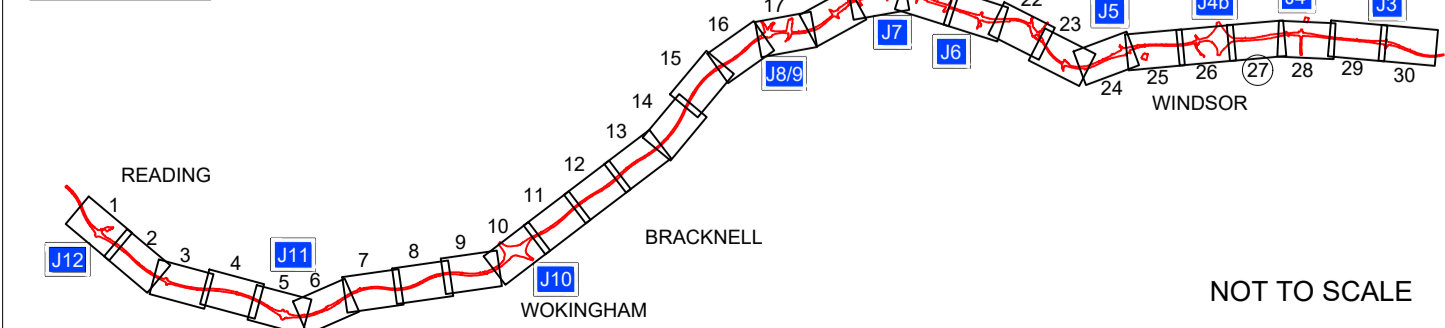 17
22
16
J7
J6
23
J5
J4b
J4
J3
15
J8/9
24
25
26
27
28
29
30
WINDSOR
14
13
12
11
READING
1
2
3
4
5
6
7
8
9
10
J12
J11
J10
BRACKNELL
WOKINGHAM
NOT TO SCALE